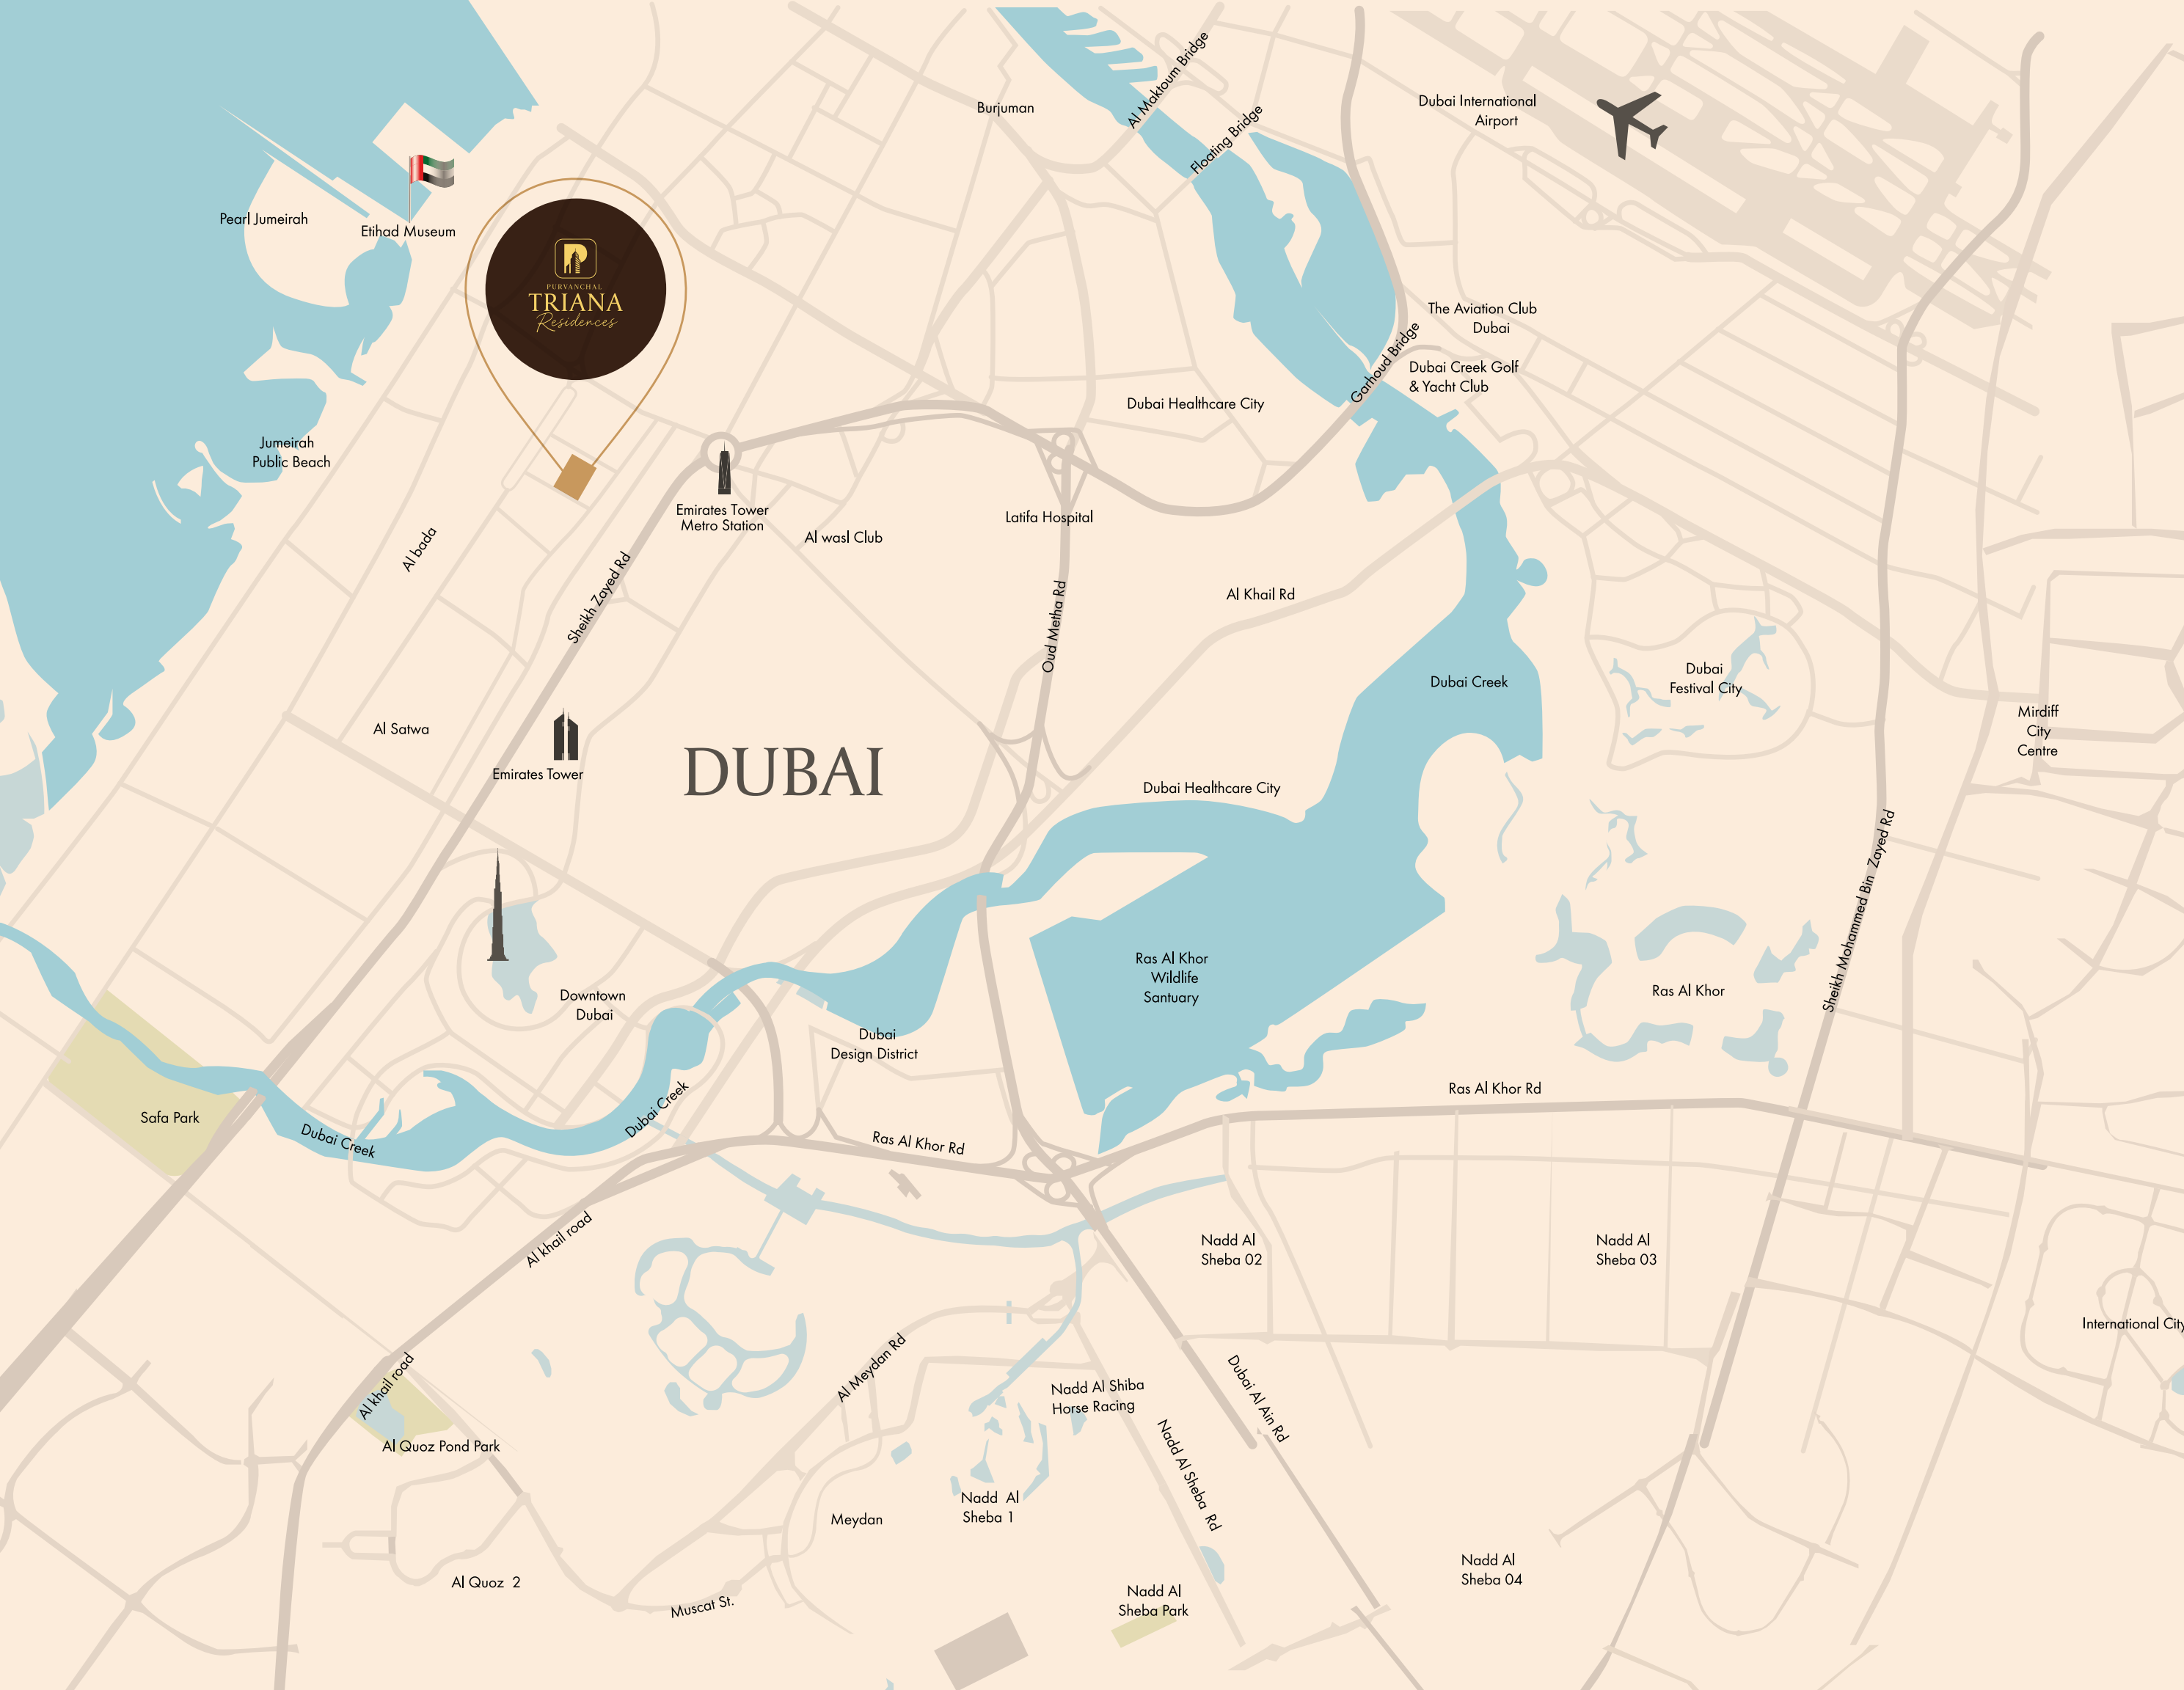 Al Maktoum Bridge
Burjuman
Dubai International
Airport
Floating Bridge
Pearl Jumeirah
Etihad Museum
PURVANCHAL
TRIANA
Residences
The Aviation Club
Dubai
Garhoud Bridge
Dubai Creek Golf
& Yacht Club
Dubai Healthcare City
Jumeirah
Public Beach
Emirates Tower
Metro Station
Latifa Hospital
Al wasl Club
Al bada
Sheikh Zayed Rd
Al Khail Rd
Oud Metha Rd
Dubai Creek
Dubai
Festival City
Al Satwa
Mirdiff
City
Centre
Emirates Tower
DUBAI
Dubai Healthcare City
Sheikh Mohammed Bin Zayed Rd
Ras Al Khor
Wildlife
Santuary
Ras Al Khor
Downtown
Dubai
Dubai
Design District
Ras Al Khor Rd
Safa Park
Dubai Creek
Dubai Creek
Ras Al Khor Rd
Al khail road
Nadd Al
Sheba 02
Nadd Al
Sheba 03
International City
Al Meydan Rd
Al khail road
Nadd Al Shiba
Horse Racing
Dubai Al Ain Rd
Al Quoz Pond Park
Nadd Al Sheba Rd
Nadd Al
Sheba 1
Meydan
Al Quoz 2
Nadd Al
Sheba 04
Muscat St.
Nadd Al
Sheba Park